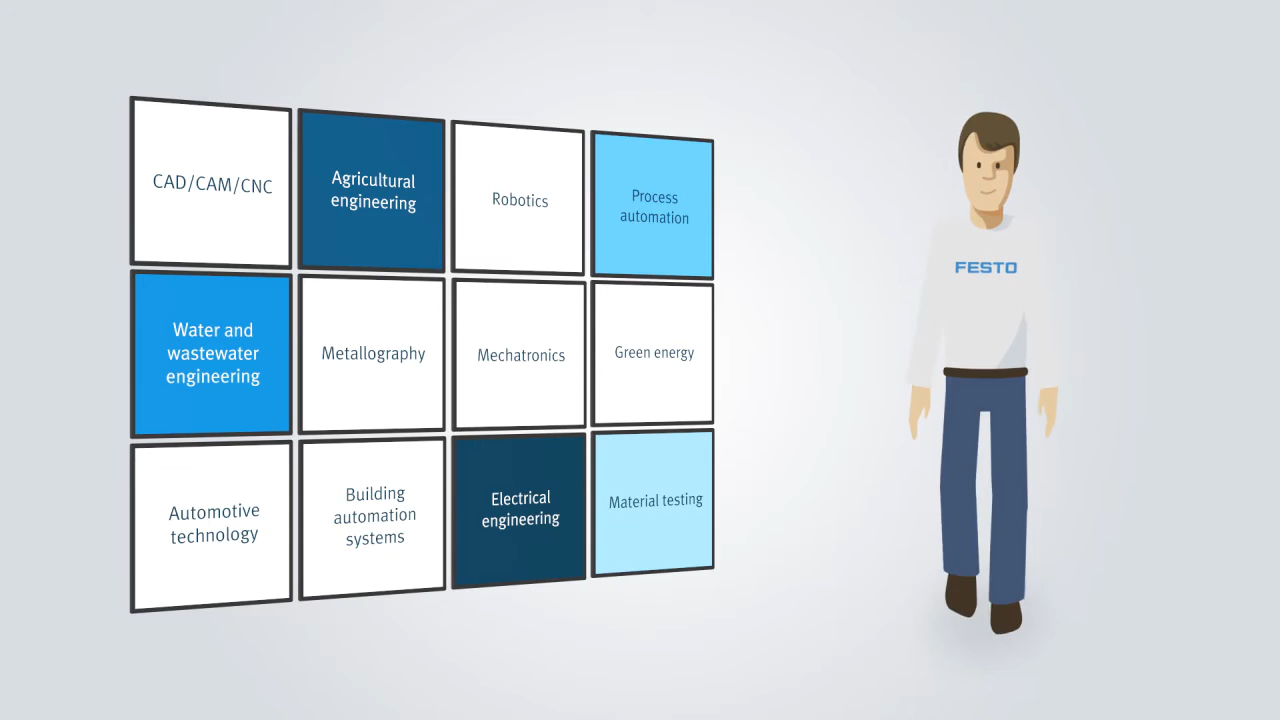 CAD/CAM/CNC
Agricultural
engineering
Robotics
Process
automation
Water and
wastewater
engineering
Metallography
Mechatronics
Green energy
Automotive
technology
Building
automation
systems
Electrical
engineering
Material testing
FESTO